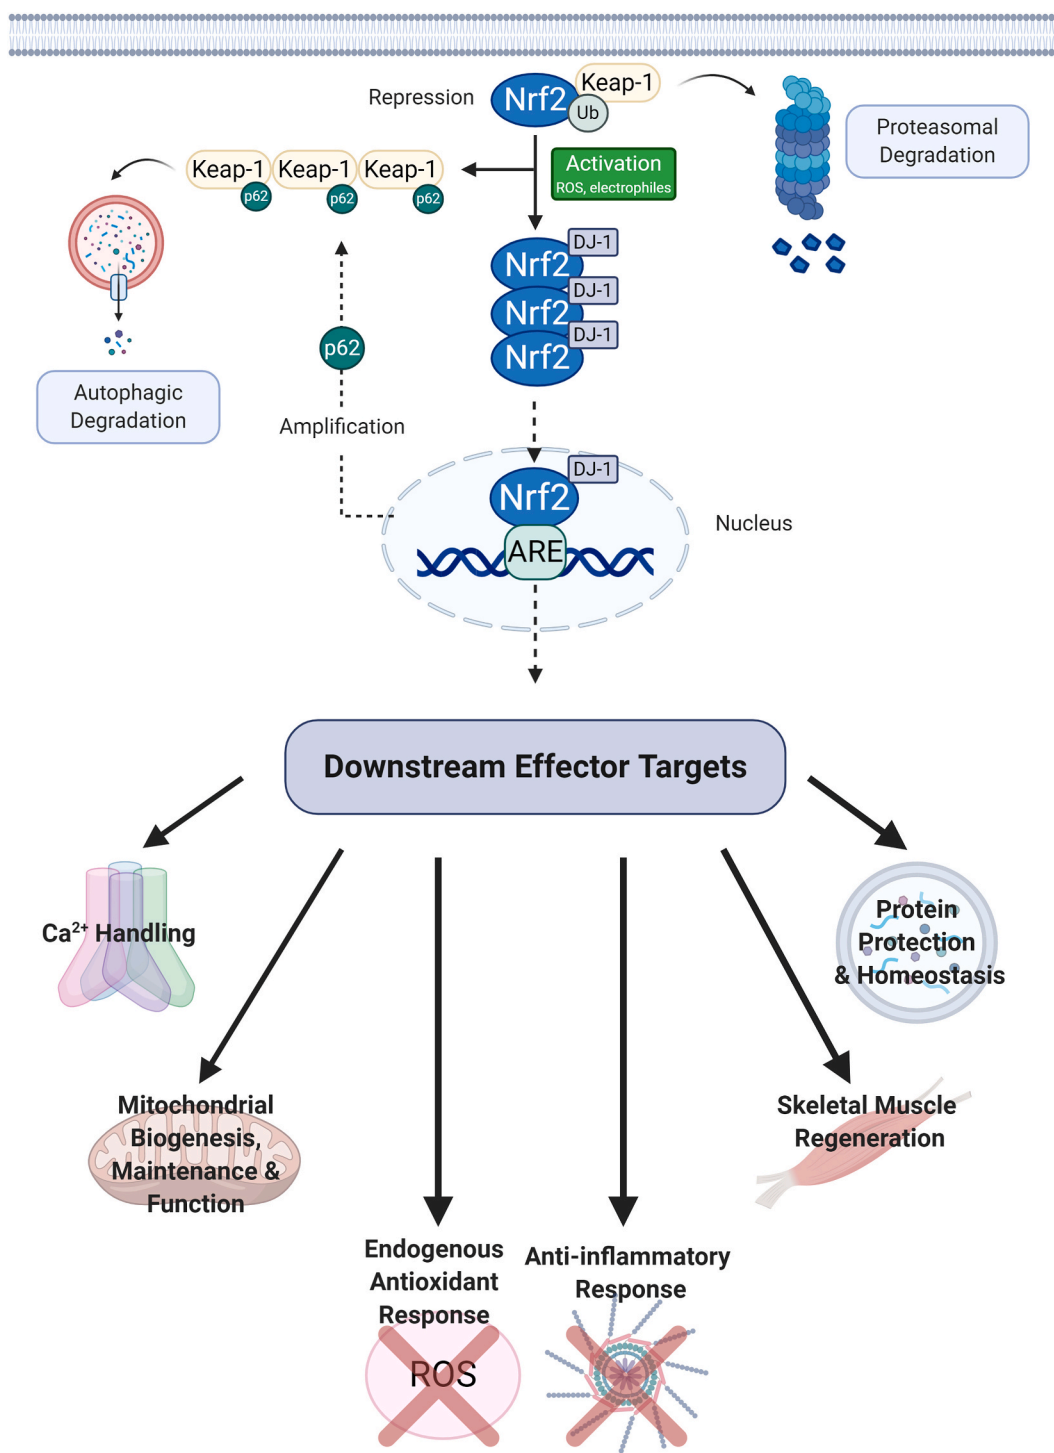 Repression
Nrf2
Keap-1
Ub
Proteasomal
Degradation
Activation
ROS, electrophiles
Keap-1
Keap-1
Keap-1
p62
p62
p62
DJ-1
Nrf2
DJ-1
Nrf2
DJ-1
Nrf2
p62
Autophagic
Degradation
Amplification
DJ-1
Nrf2
ARE
Nucleus
Downstream Effector Targets
Ca²⁺ Handling
Protein
Protection
& Homeostasis
Mitochondrial
Biogenesis,
Maintenance &
Function
Skeletal Muscle
Regeneration
Endogenous
Antioxidant
Response
ROS
Anti-inflammatory
Response